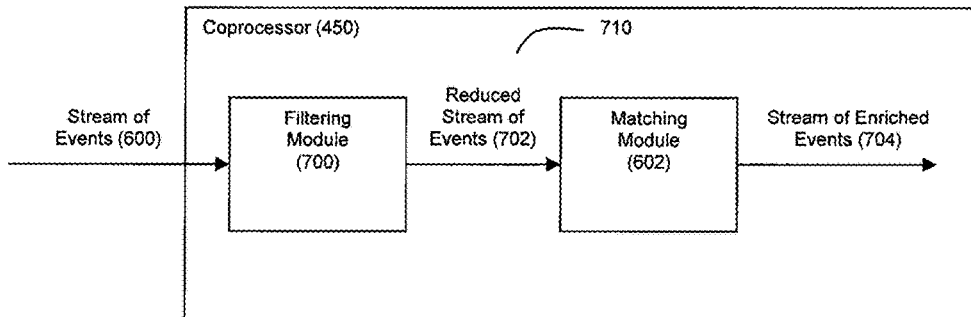 Coprocessor (450)
710
Stream of
Events (600)
Filtering
Module
(700)
Reduced
Stream of
Events (702)
Matching
Module
(602)
Stream of Enriched
Events (704)